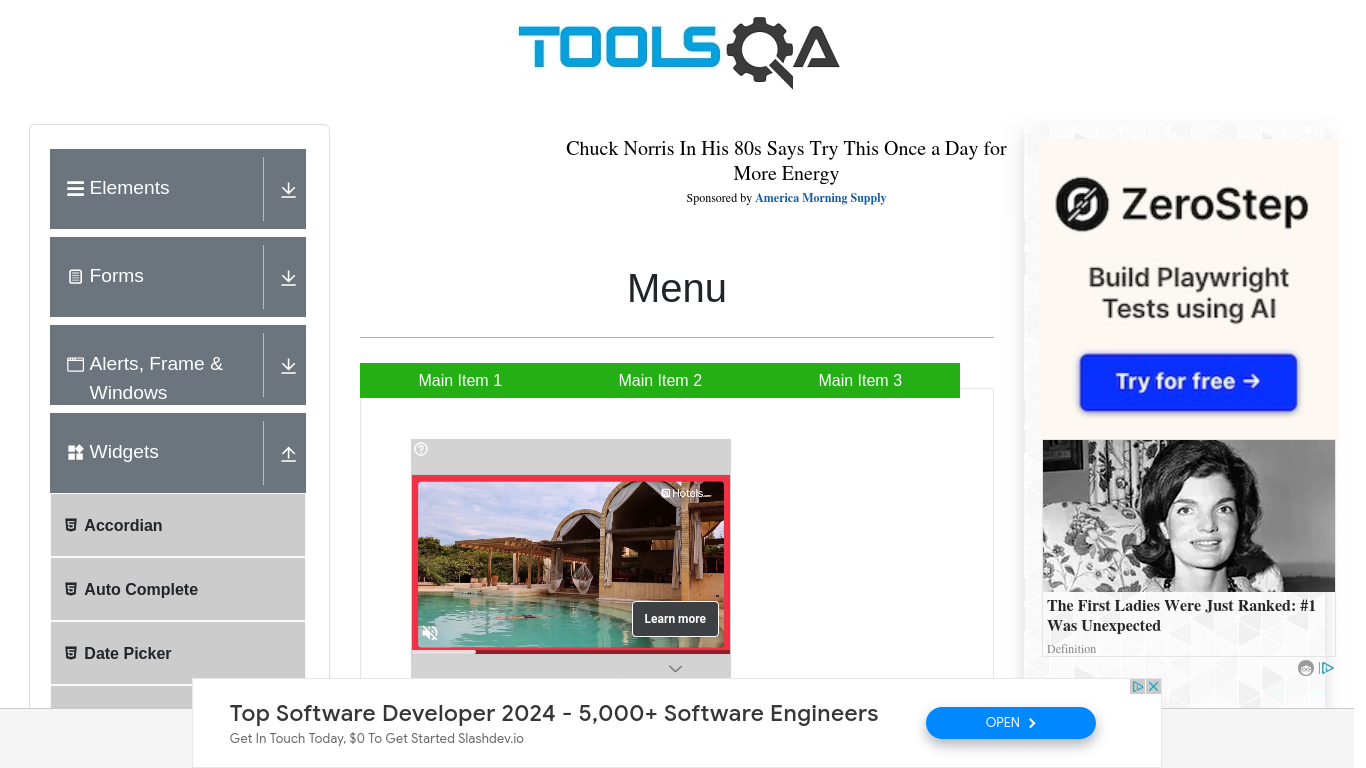 TOOLSQA
Elements
Forms
Alerts, Frame &
Windows
Widgets
Accordian
Auto Complete
Date Picker
Chuck Norris In His 80s Says Try This Once a Day for
More Energy
Sponsored by America Morning Supply
Menu
Main Item 1
Main Item 2
Main Item 3
Hotels
Learn more
ZeroStep
Build Playwright
Tests using AI
Try for free →
The First Ladies Were Just Ranked: #1
Was Unexpected
Definition
Top Software Developer 2024 - 5,000+ Software Engineers
Get In Touch Today, $0 To Get Started Slashdev.io
OPEN